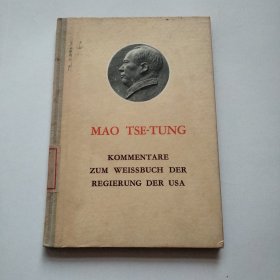 MAO TSE-TUNG
KOMMENTARE
ZUM WEISSBUCH DER
REGIERUNG DER USA